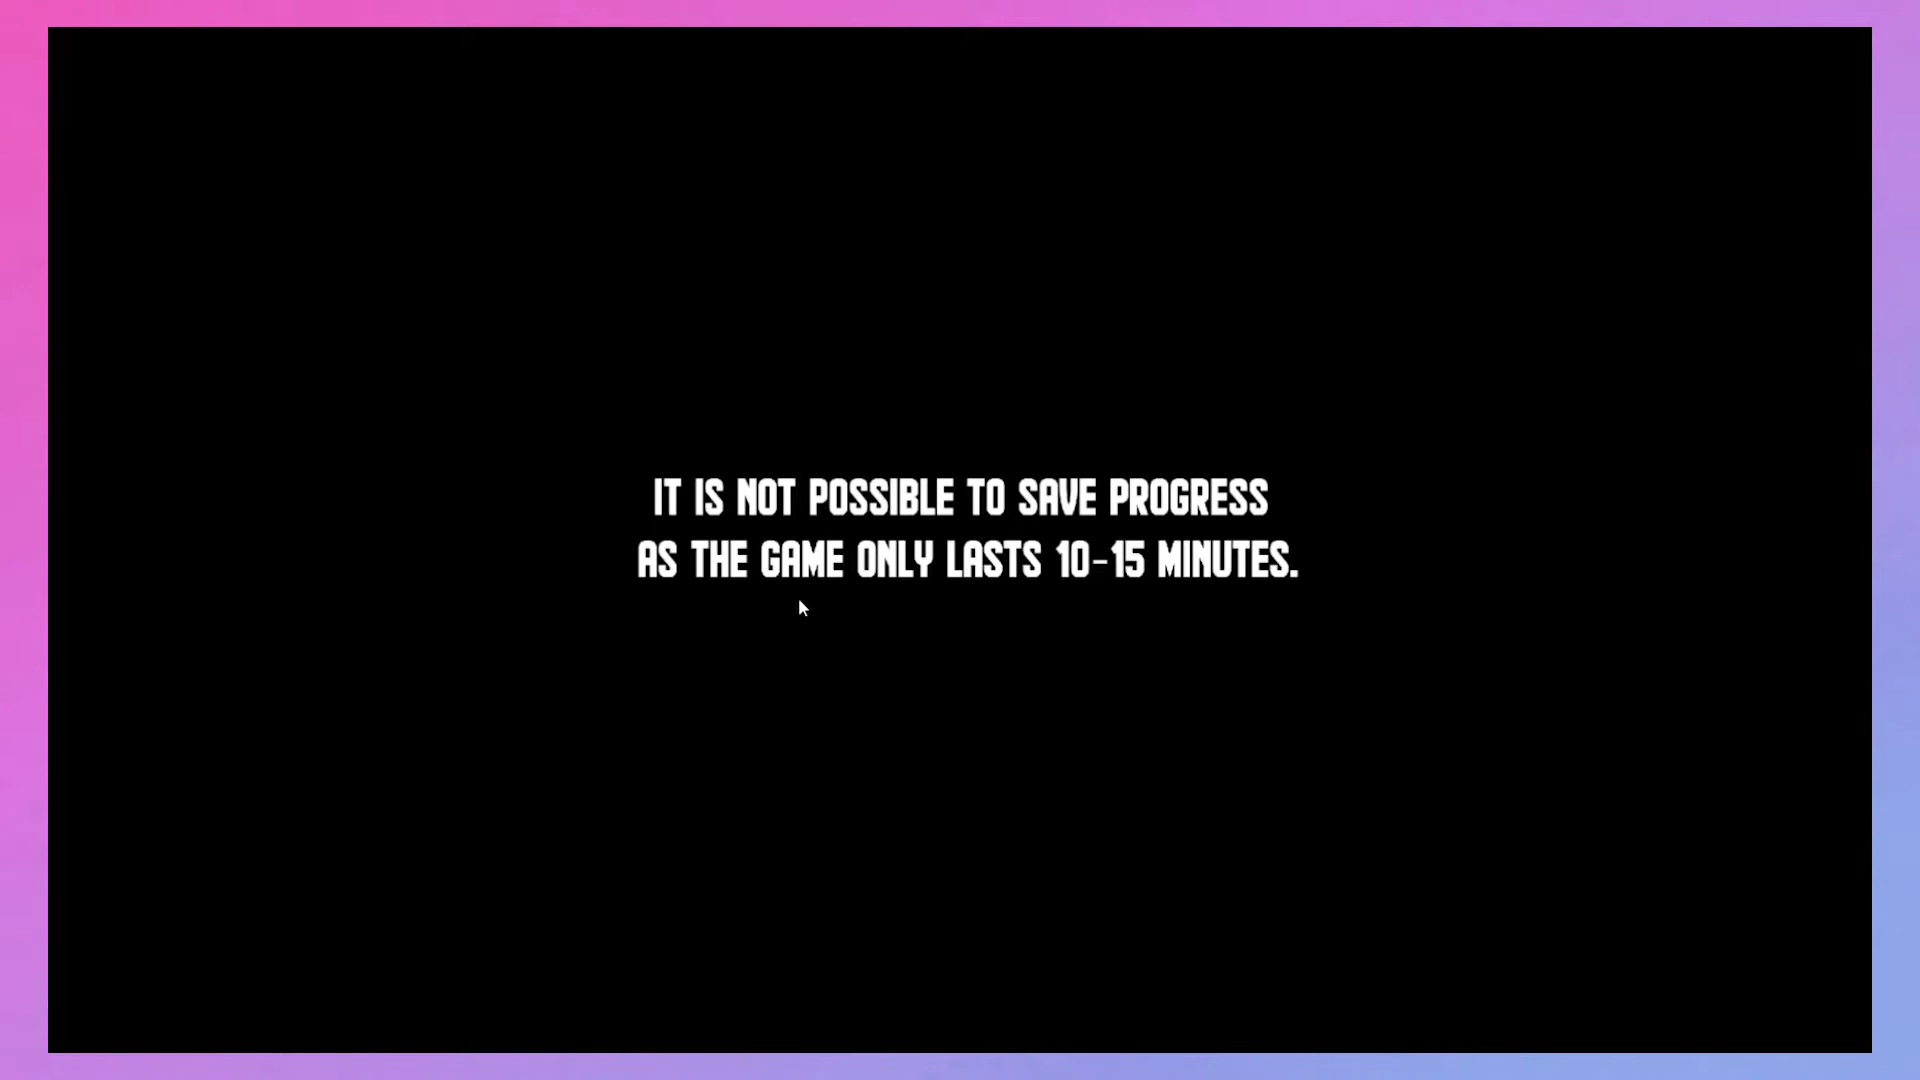 IT IS NOT POSSIBLE TO SAVE PROGRESS
AS THE GAME ONLY LASTS 10-15 MINUTES.